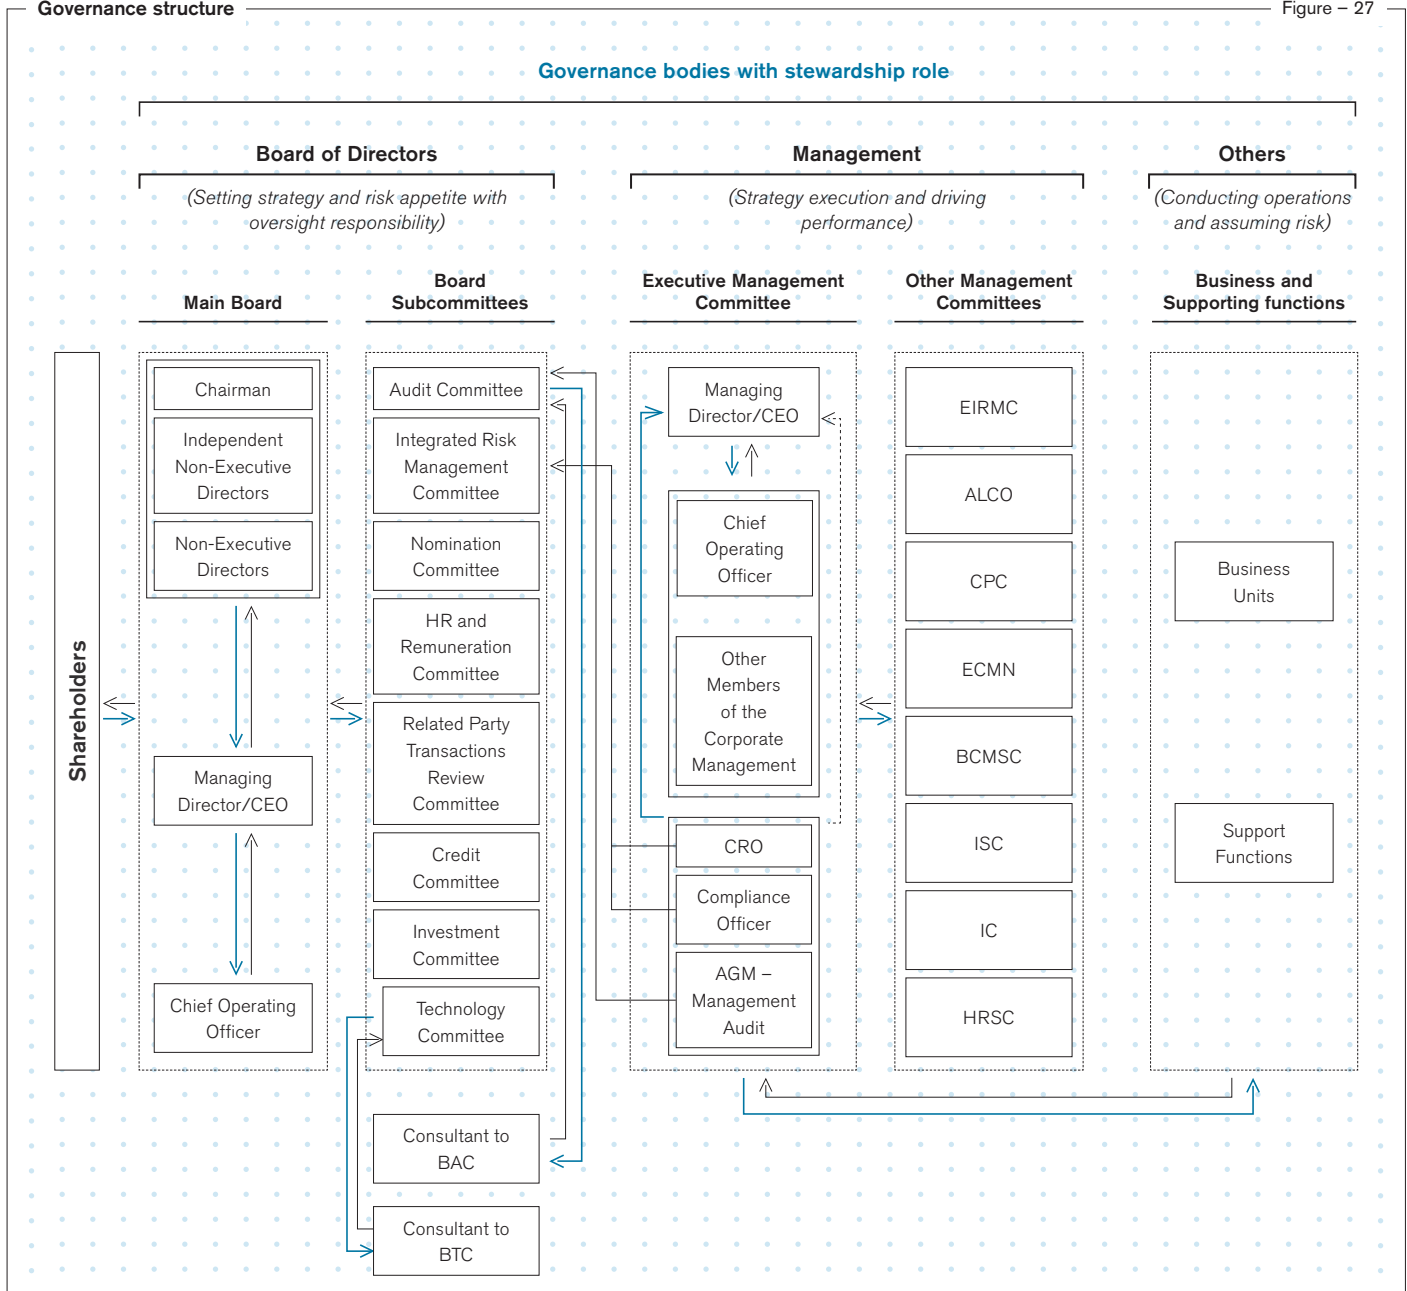 Governance structure
Figure – 27
Governance bodies with stewardship role
Board of Directors
(Setting strategy and risk appetite with
oversight responsibility)
Management
(Strategy execution and driving
performance)
Others
(Conducting operations
and assuming risk)
Main Board
Board
Subcommittees
Executive Management
Committee
Other Management
Committees
Business and
Supporting functions
Shareholders
Chairman
Independent
Non-Executive
Directors
Non-Executive
Directors
Managing
Director/CEO
Chief Operating
Officer
Audit Committee
Integrated Risk
Management
Committee
Nomination
Committee
HR and
Remuneration
Committee
Related Party
Transactions
Review
Committee
Credit
Committee
Investment
Committee
Technology
Committee
Consultant to
BAC
Consultant to
BTC
Managing
Director/CEO
Chief
Operating
Officer
Other
Members
of the
Corporate
Management
CRO
Compliance
Officer
AGM –
Management
Audit
EIRMC
ALCO
CPC
ECMN
BCMSC
ISC
IC
HRSC
Business
Units
Support
Functions